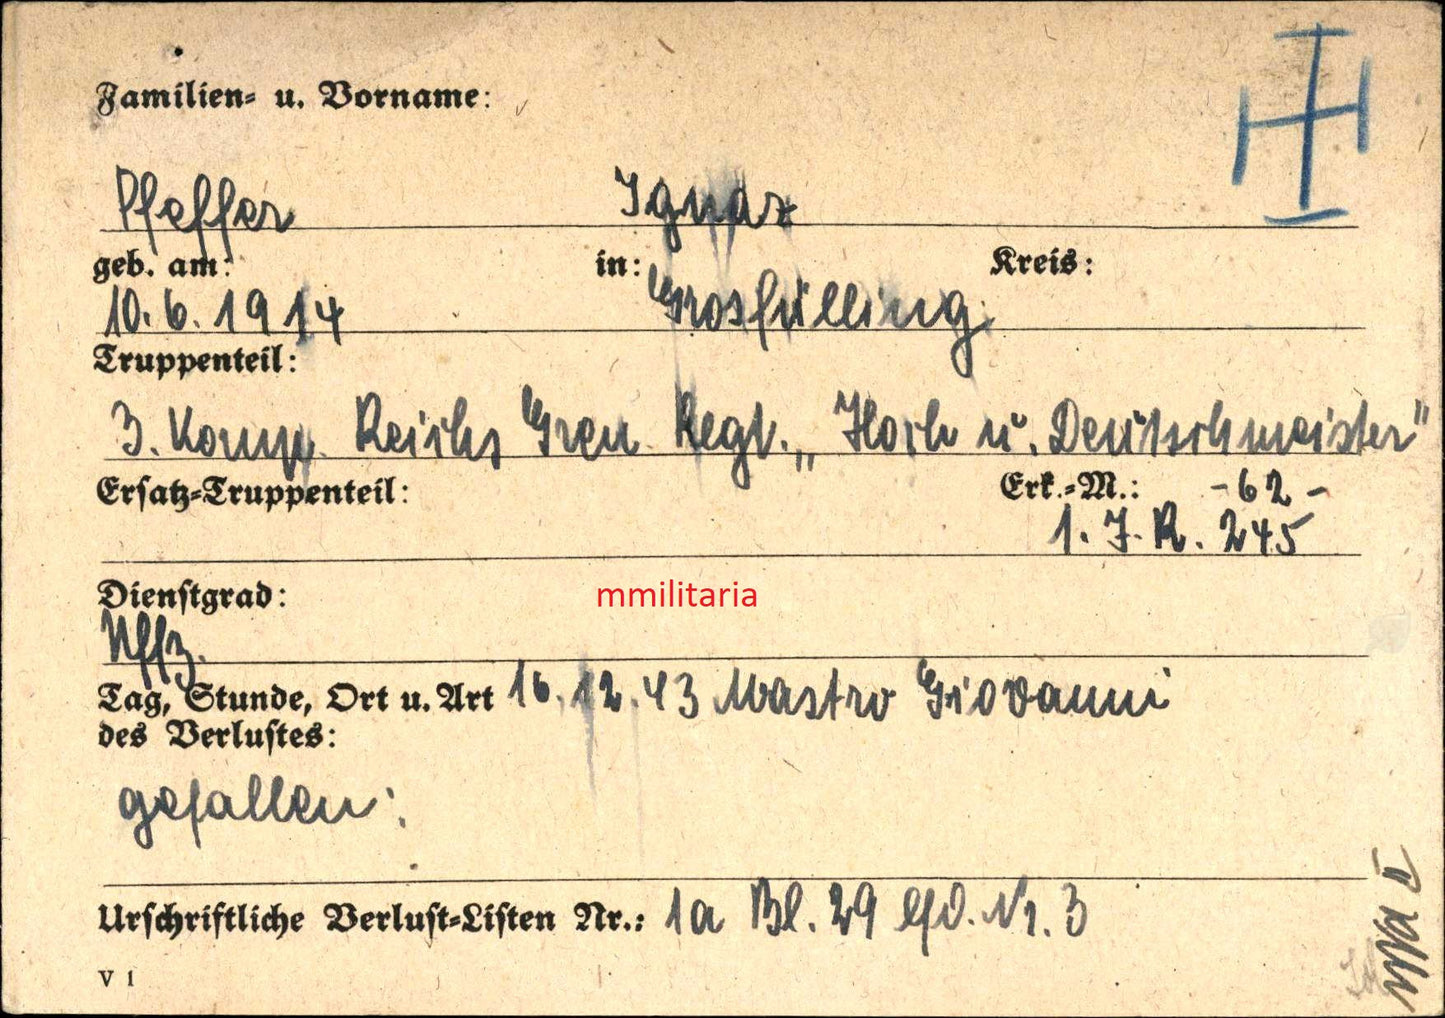 Familien- u. Vorname:
Pfeffer Ignaz
geb. am: in: Kreis:
10.6.1914 Grosfülling
Truppenteil:
3. Komp. Reichs Gren Regt. „Hoch u. Deutschmeister"
Ersatz-Truppenteil: Erk.-M.: -62-
1. J. R. 245
Dienstgrad:
mmilitaria
Uffz.
Tag, Stunde, Ort u. Art 16.12.43 Mastro Giovanni
des Verlustes:
gefallen:
Urschriftliche Verlust-Listen Nr.: 1a Bl. 29 lfd. Nr. 3
V 1